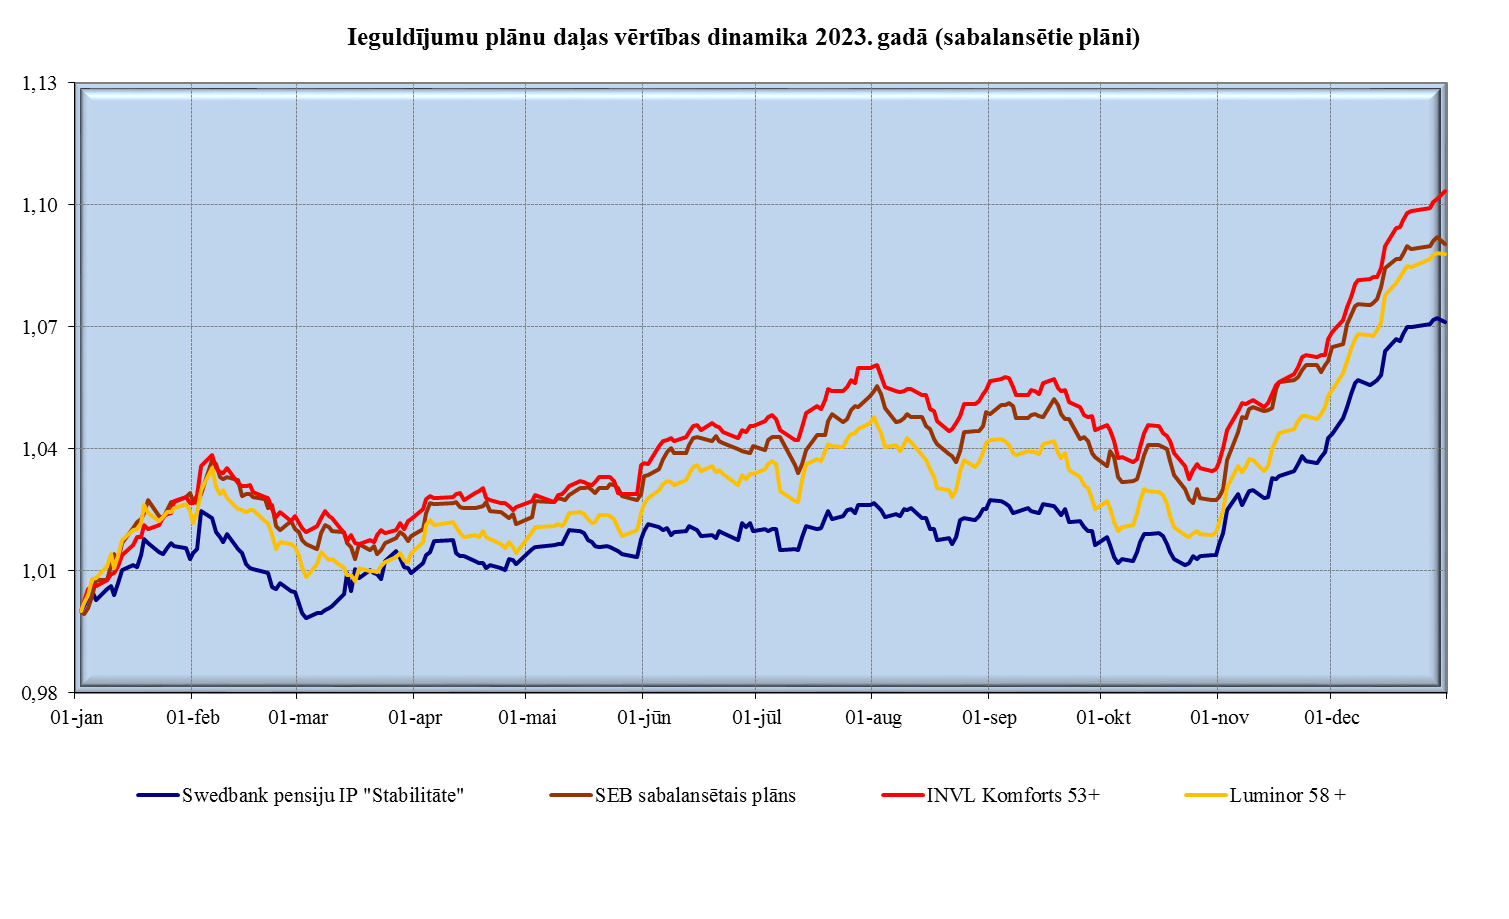 Ieguldījumu plānu daļas vērtības dinamika 2023. gadā (sabalansētie plāni)
1,13
1,10
1,07
1,04
1,01
0,98
01-jan 01-feb 01-mar 01-apr 01-mai 01-jūn 01-jūl 01-aug 01-sep 01-okt 01-nov 01-dec
Swedbank pensiju IP "Stabilitāte" SEB sabalansētais plāns INVL Komforts 53+ Luminor 58 +